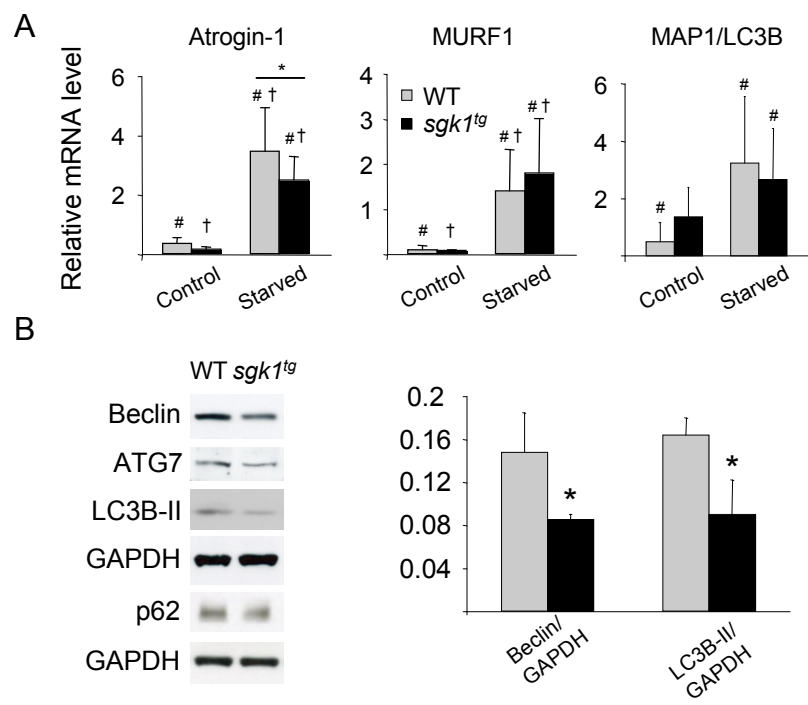 A
Atrogin-1
MURF1
MAP1/LC3B
Relative mRNA level
6
4
2
# †
*
# †
#
†
Control
Starved
4
3
2
1
WT
sgk1tg
# †
# †
#
†
Control
Starved
6
4
2
#
#
#
Control
Starved
B
WT sgk1tg
Beclin
ATG7
LC3B-II
GAPDH
p62
GAPDH
0.2
0.16
0.12
0.08
0.04
*
*
Beclin/
GAPDH
LC3B-II/
GAPDH